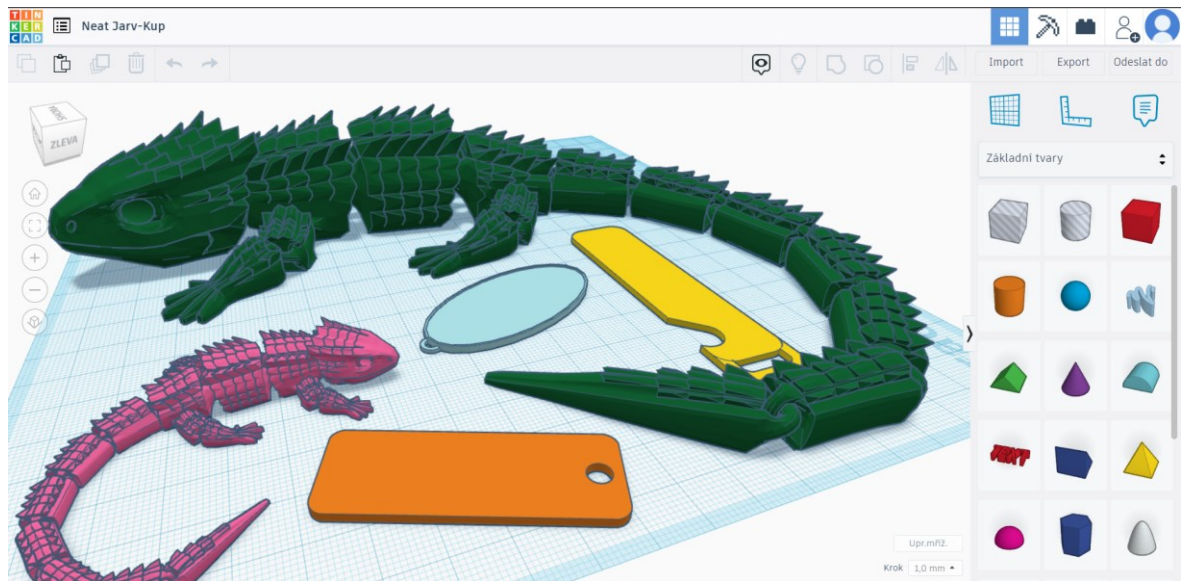 TIN
KER
CAD
Neat Jarv-Kup
Import
Export
Odeslat do
ZLEVA
Základní tvary
TEXT
Upr.mříž.
Krok
1,0 mm